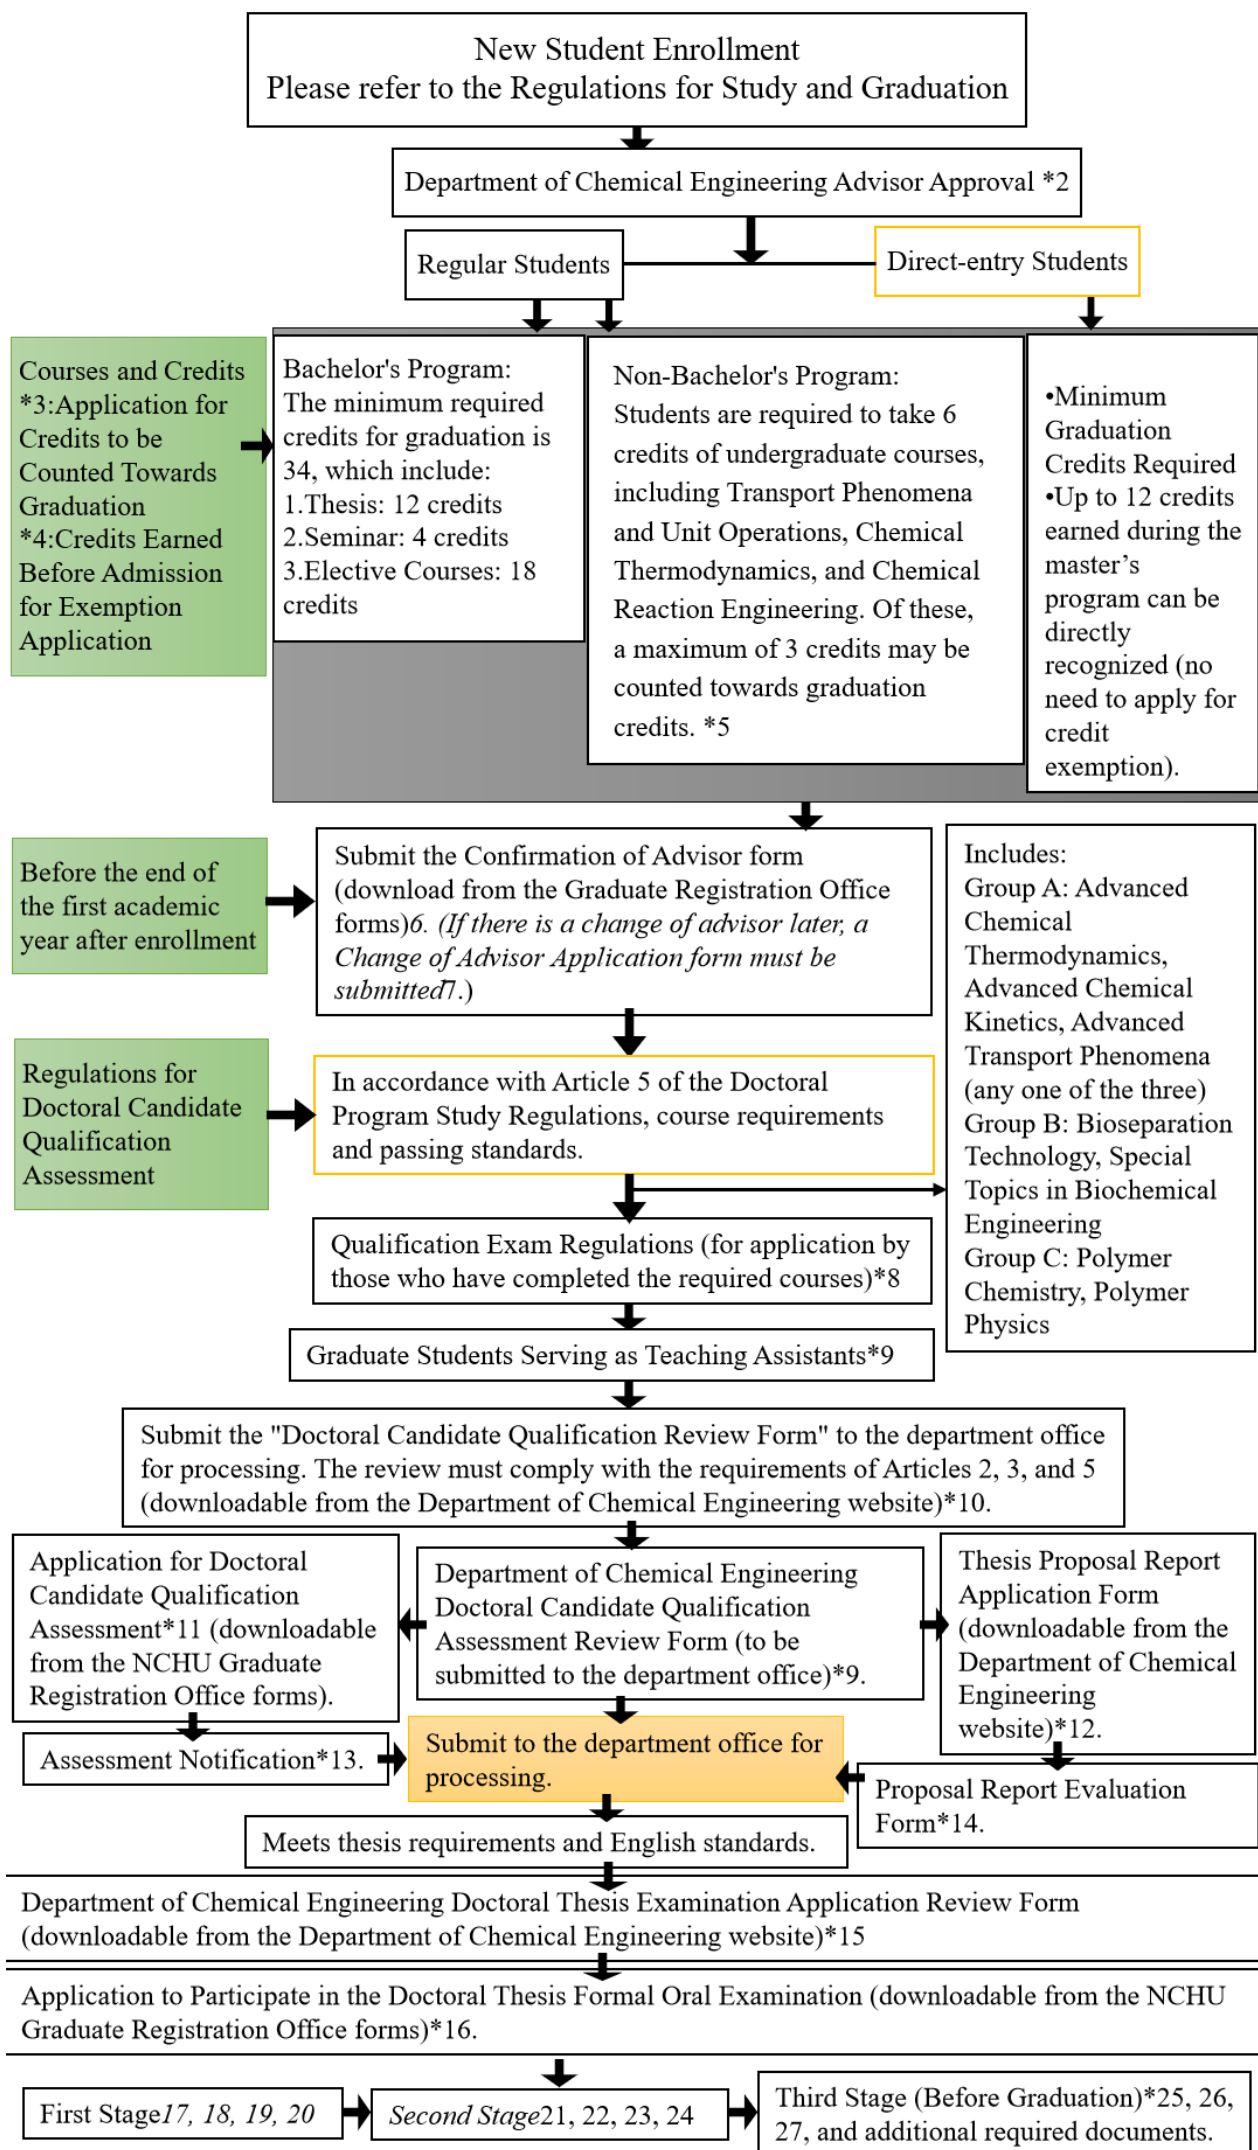 New Student Enrollment
Please refer to the Regulations for Study and Graduation
Department of Chemical Engineering Advisor Approval *2
Regular Students
Direct-entry Students
Courses and Credits
*3:Application for
Credits to be
Counted Towards
Graduation
*4:Credits Earned
Before Admission
for Exemption
Application
Bachelor's Program:
The minimum required
credits for graduation is
34, which include:
1.Thesis: 12 credits
2.Seminar: 4 credits
3.Elective Courses: 18
credits
Non-Bachelor's Program:
Students are required to take 6
credits of undergraduate courses,
including Transport Phenomena
and Unit Operations, Chemical
Thermodynamics, and Chemical
Reaction Engineering. Of these,
a maximum of 3 credits may be
counted towards graduation
credits. *5
•Minimum
Graduation
Credits Required
•Up to 12 credits
earned during the
master’s
program can be
directly
recognized (no
need to apply for
credit
exemption).
Before the end of
the first academic
year after enrollment
Submit the Confirmation of Advisor form
(download from the Graduate Registration Office
forms)6. (If there is a change of advisor later, a
Change of Advisor Application form must be
submitted7.)
Includes:
Group A: Advanced
Chemical
Thermodynamics,
Advanced Chemical
Kinetics, Advanced
Transport Phenomena
(any one of the three)
Group B: Bioseparation
Technology, Special
Topics in Biochemical
Engineering
Group C: Polymer
Chemistry, Polymer
Physics
Regulations for
Doctoral Candidate
Qualification
Assessment
In accordance with Article 5 of the Doctoral
Program Study Regulations, course requirements
and passing standards.
Qualification Exam Regulations (for application by
those who have completed the required courses)*8
Graduate Students Serving as Teaching Assistants*9
Submit the "Doctoral Candidate Qualification Review Form" to the department office
for processing. The review must comply with the requirements of Articles 2, 3, and 5
(downloadable from the Department of Chemical Engineering website)*10.
Application for Doctoral
Candidate Qualification
Assessment*11 (downloadable
from the NCHU Graduate
Registration Office forms).
Department of Chemical Engineering
Doctoral Candidate Qualification
Assessment Review Form (to be
submitted to the department office)*9.
Thesis Proposal Report
Application Form
(downloadable from the
Department of Chemical
Engineering
website)*12.
Assessment Notification*13.
Submit to the department office for
processing.
Proposal Report Evaluation
Form*14.
Meets thesis requirements and English standards.
Department of Chemical Engineering Doctoral Thesis Examination Application Review Form
(downloadable from the Department of Chemical Engineering website)*15
Application to Participate in the Doctoral Thesis Formal Oral Examination (downloadable from the NCHU
Graduate Registration Office forms)*16.
First Stage17, 18, 19, 20
Second Stage21, 22, 23, 24
Third Stage (Before Graduation)*25, 26,
27, and additional required documents.